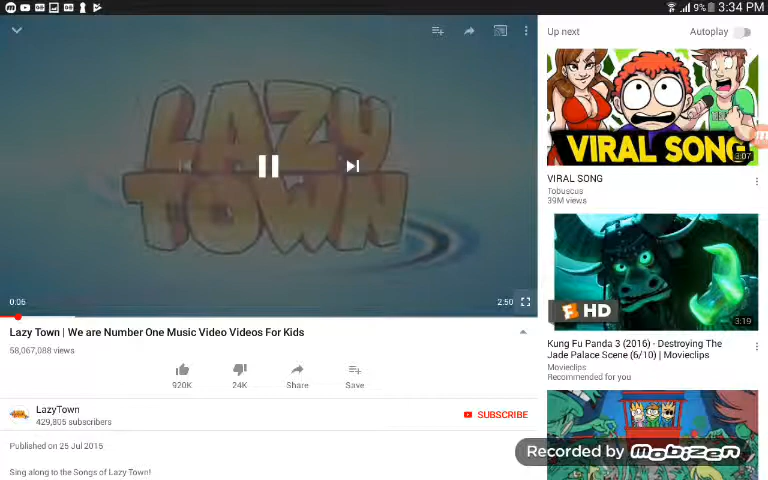 9% 3:34 PM
LAZY
TOWN
0:05
2:50
Lazy Town | We are Number One Music Video Videos For Kids
58,067,088 views
920K
24K
Share
Save
LazyTown
429,805 subscribers
SUBSCRIBE
Published on 25 Jul 2015
Sing along to the Songs of Lazy Town!
Up next
Autoplay
VIRAL SONG
3:07
VIRAL SONG
Tobuscus
39M views
HD
3:19
Kung Fu Panda 3 (2016) - Destroying The
Jade Palace Scene (6/10) | Movieclips
Movieclips
Recommended for you
Recorded by Mobizen